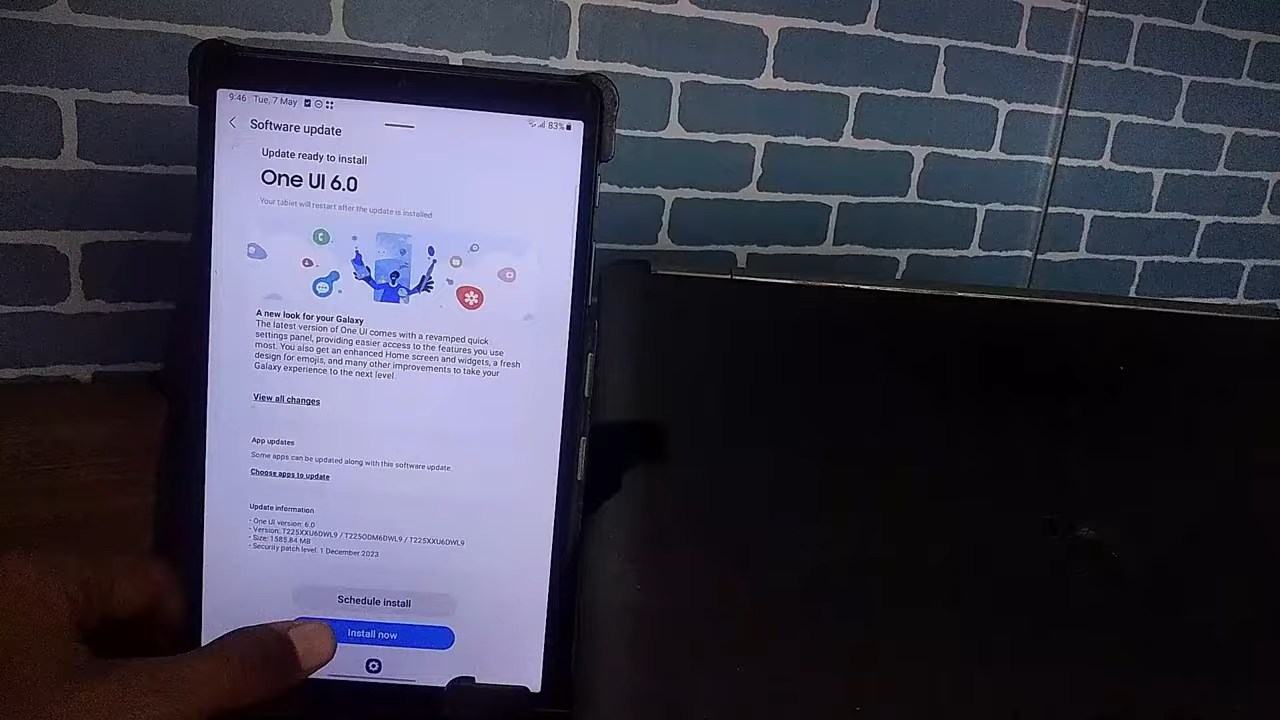 9:46 Tue, 7 May
83%
Software update
Update ready to install
One UI 6.0
Your tablet will restart after the update is installed
A new look for your Galaxy
The latest version of One UI comes with a revamped quick
settings panel, providing easier access to the features you use
most. You also get an enhanced Home screen and widgets, a fresh
design for emojis, and many other improvements to take your
Galaxy experience to the next level.
View all changes
App updates
Some apps can be updated along with this software update.
Choose apps to update
Update information
· One UI version: 6.0
· Version: T225XXU6DWL9 / T225ODM6DWL9 / T225XXU6DWL9
· Size: 1585.84 MB
· Security patch level: 1 December 2023
Schedule install
Install now